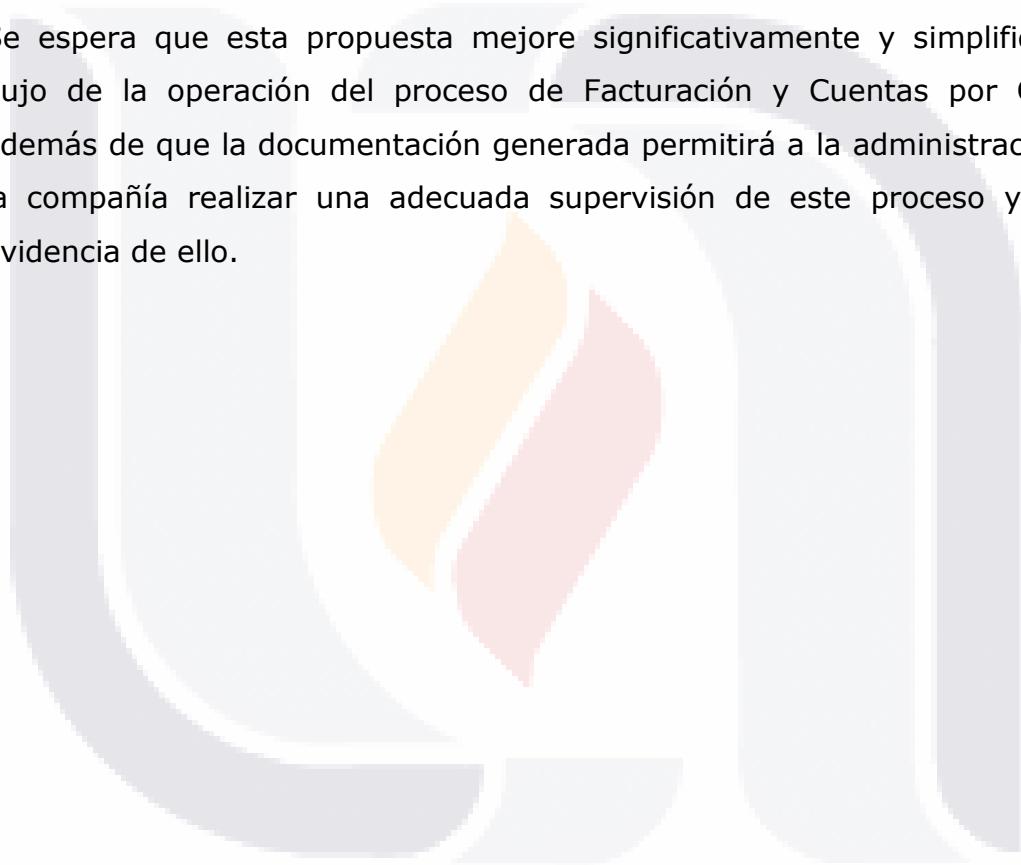 e espera que esta propuesta mejore significativamente y simplifi
ujo de la operación del proceso de Facturación y Cuentas por
demás de que la documentación generada permitirá a la administrac
a compañía realizar una adecuada supervisión de este proceso y
videncia de ello.